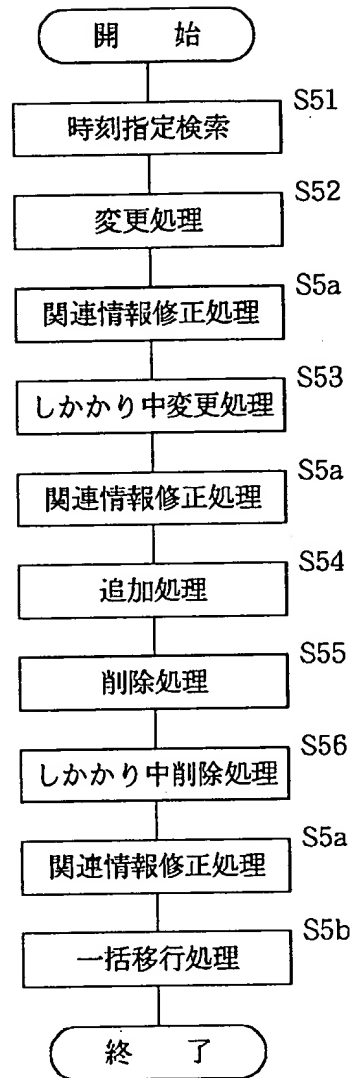 開　始
S51
時刻指定検索
S52
変更処理
S5a
関連情報修正処理
S53
しかかり中変更処理
S5a
関連情報修正処理
S54
追加処理
S55
削除処理
S56
しかかり中削除処理
S5a
関連情報修正処理
S5b
一括移行処理
終　了